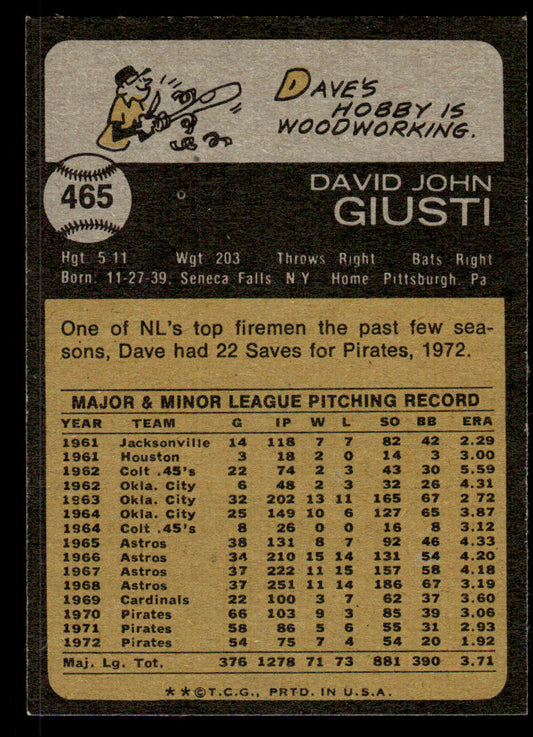 DAVE'S
HOBBY IS
WOODWORKING.
465
DAVID JOHN
GIUSTI
Hgt 5 11 Wgt 203 Throws Right Bats Right
Born: 11-27-39, Seneca Falls N Y Home Pittsburgh, Pa
One of NL's top firemen the past few sea-
sons, Dave had 22 Saves for Pirates, 1972.
MAJOR & MINOR LEAGUE PITCHING RECORD
YEAR TEAM G IP W L SO BB ERA
1961 Jacksonville 14 118 7 7 82 42 2.29
1961 Houston 3 18 2 0 14 3 3.00
1962 Colt .45's 22 74 2 3 43 30 5.59
1962 Okla. City 6 48 2 3 32 26 4.31
1963 Okla. City 32 202 13 11 165 67 2 72
1964 Okla. City 25 149 10 6 127 65 3.87
1964 Colt .45's 8 26 0 0 16 8 3.12
1965 Astros 38 131 8 7 92 46 4.33
1966 Astros 34 210 15 14 131 54 4.20
1967 Astros 37 222 11 15 157 58 4.18
1968 Astros 37 251 11 14 186 67 3.19
1969 Cardinals 22 100 3 7 62 37 3.60
1970 Pirates 66 103 9 3 85 39 3.06
1971 Pirates 58 86 5 6 55 31 2.93
1972 Pirates 54 75 7 4 54 20 1.92
Maj. Lg. Tot. 376 1278 71 73 881 390 3.71
**©T.C.G., PRTD. IN U.S.A.